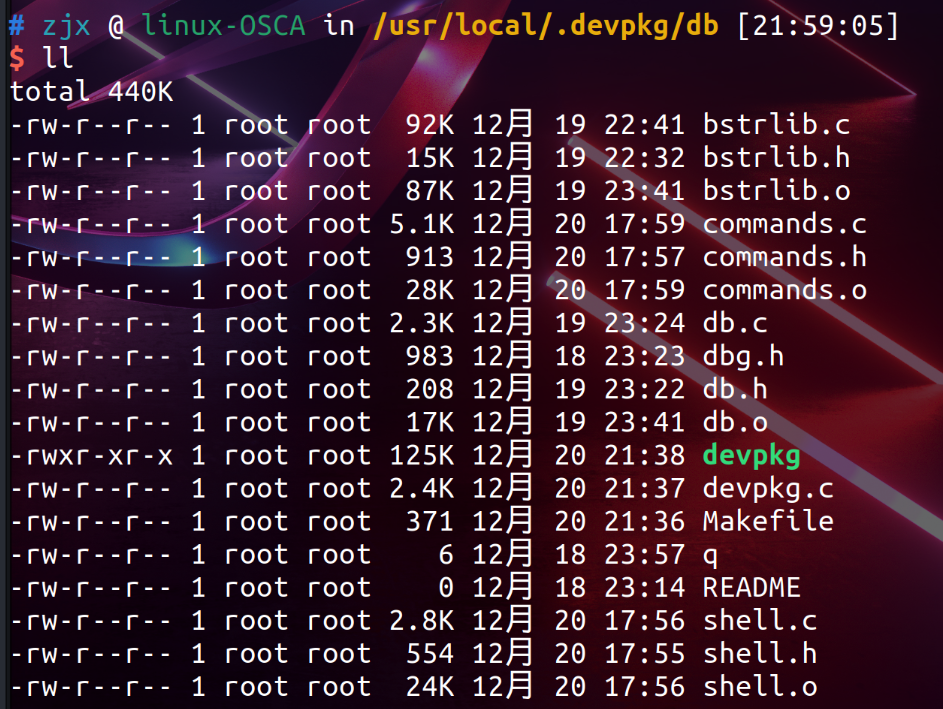 # zjx @ linux-OSCA in /usr/local/.devpkg/db [21:59:05]
$ ll
total 440K
-rw-r--r-- 1 root root  92K 12月 19 22:41 bstrlib.c
-rw-r--r-- 1 root root  15K 12月 19 22:32 bstrlib.h
-rw-r--r-- 1 root root  87K 12月 19 23:41 bstrlib.o
-rw-r--r-- 1 root root 5.1K 12月 20 17:59 commands.c
-rw-r--r-- 1 root root  913 12月 20 17:57 commands.h
-rw-r--r-- 1 root root  28K 12月 20 17:59 commands.o
-rw-r--r-- 1 root root 2.3K 12月 19 23:24 db.c
-rw-r--r-- 1 root root  983 12月 18 23:23 dbg.h
-rw-r--r-- 1 root root  208 12月 19 23:22 db.h
-rw-r--r-- 1 root root  17K 12月 19 23:41 db.o
-rwxr-xr-x 1 root root 125K 12月 20 21:38 devpkg
-rw-r--r-- 1 root root 2.4K 12月 20 21:37 devpkg.c
-rw-r--r-- 1 root root  371 12月 20 21:36 Makefile
-rw-r--r-- 1 root root    6 12月 18 23:57 q
-rw-r--r-- 1 root root    0 12月 18 23:14 README
-rw-r--r-- 1 root root 2.8K 12月 20 17:56 shell.c
-rw-r--r-- 1 root root  554 12月 20 17:55 shell.h
-rw-r--r-- 1 root root  24K 12月 20 17:56 shell.o